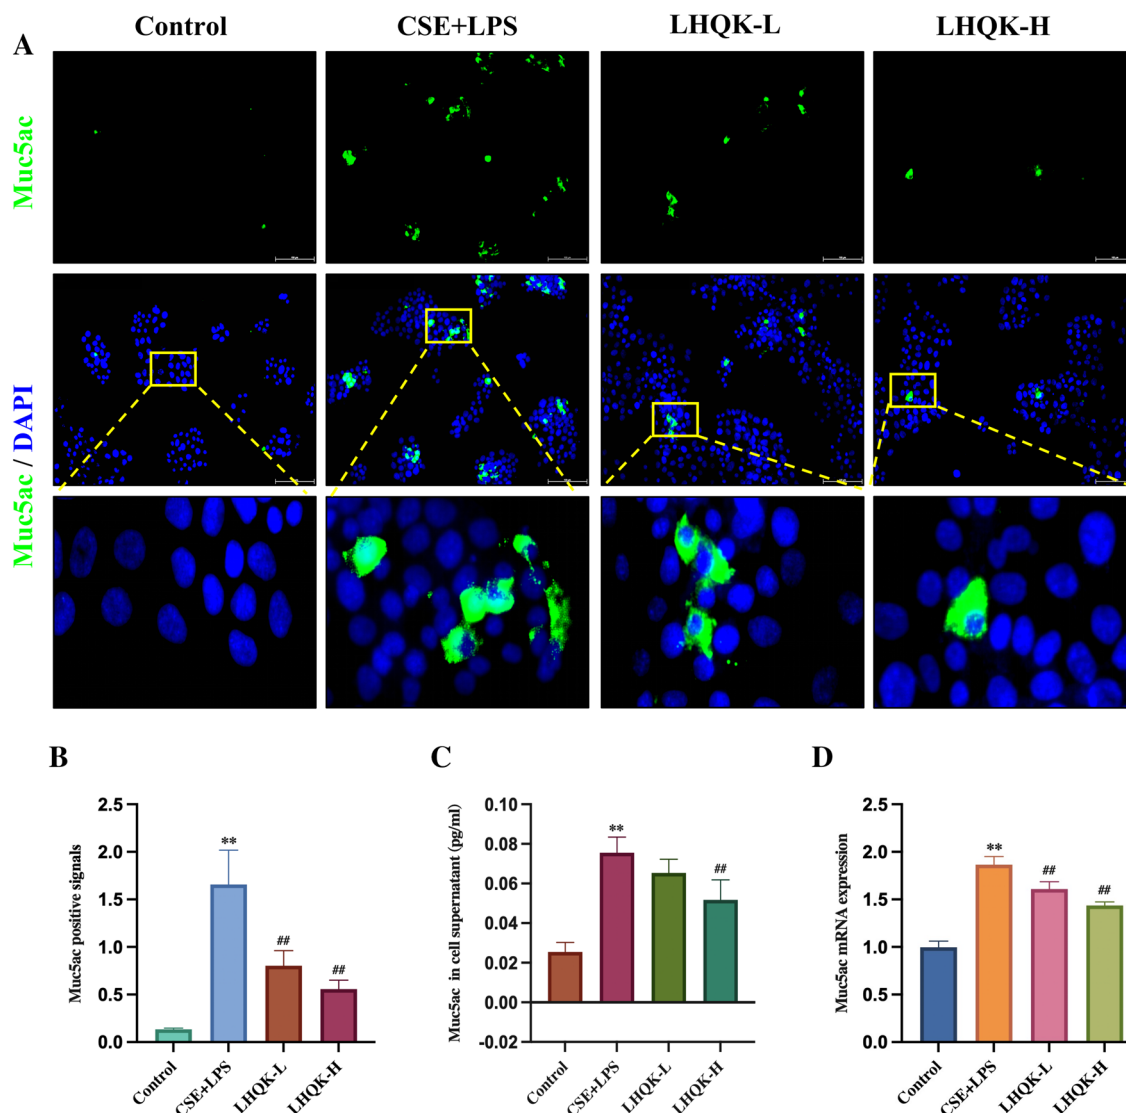 Control CSE+LPS LHQK-L LHQK-H
A
Muc5ac
Muc5ac / DAPI
B
2.5
2.0
1.5
1.0
0.5
0.0
Muc5ac positive signals
**
##
##
Control CSE+LPS LHQK-L LHQK-H
C
0.10
0.08
0.06
0.04
0.02
0.00
-0.02
Muc5ac in cell supernatant (pg/ml)
**
##
Control CSE+LPS LHQK-L LHQK-H
D
2.5
2.0
1.5
1.0
0.5
0.0
Muc5ac mRNA expression
**
##
##
Control CSE+LPS LHQK-L LHQK-H